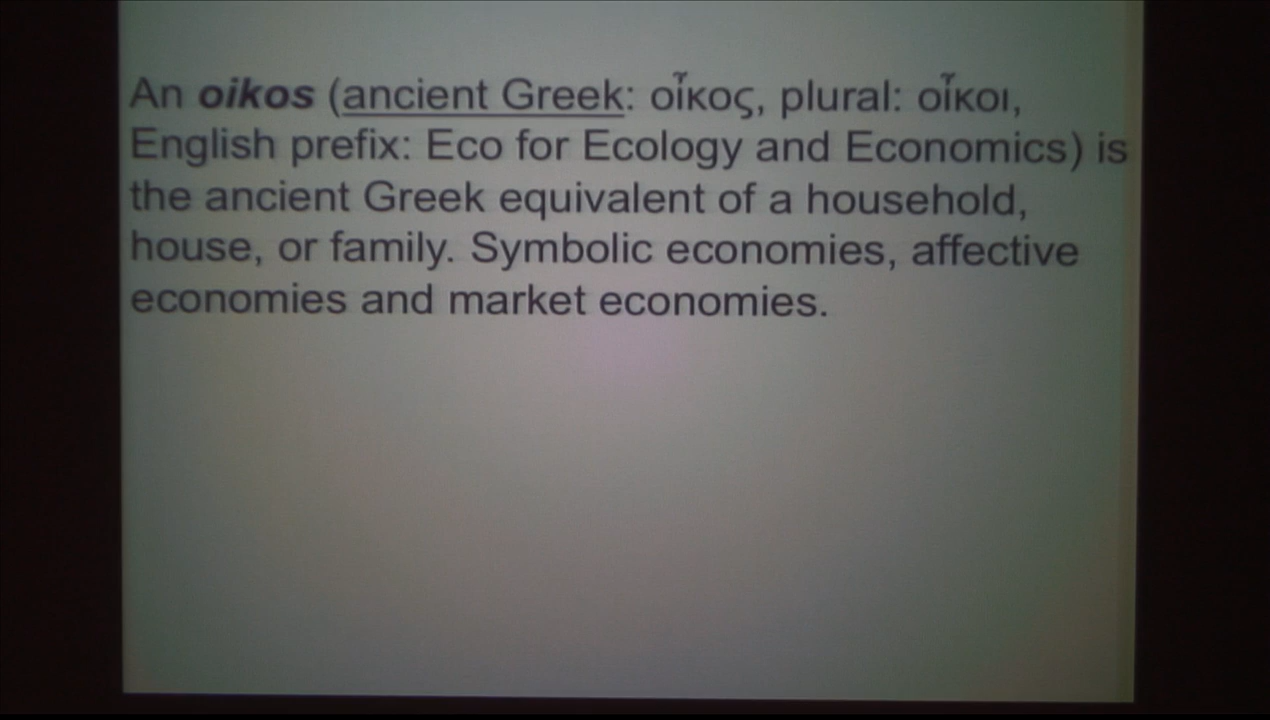 An oikos (ancient Greek: οἶκος, plural: οἶκοι,
English prefix: Eco for Ecology and Economics) is
the ancient Greek equivalent of a household,
house, or family. Symbolic economies, affective
economies and market economies.